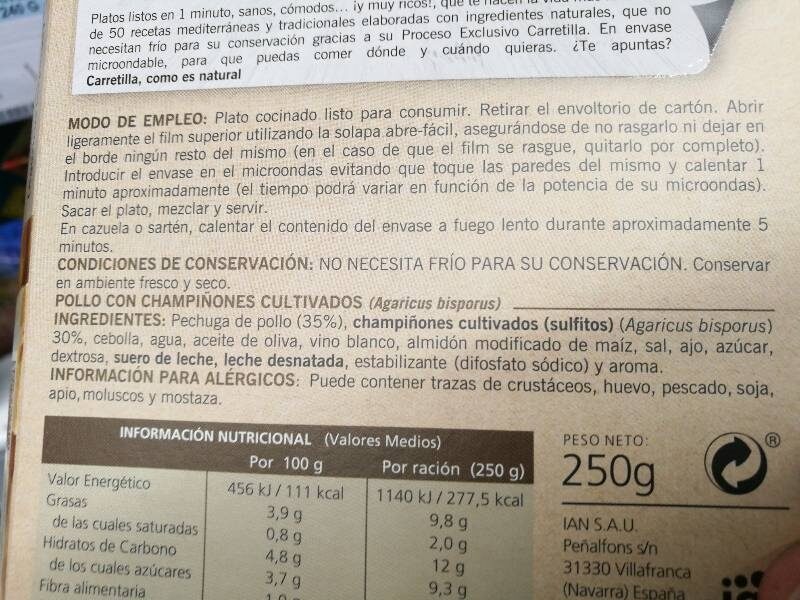 240 G
Platos listos en 1 minuto, sanos, cómodos... ¡y muy ricos!, que te hacen la vida
de 50 recetas mediterráneas y tradicionales elaboradas con ingredientes naturales, que no
necesitan frío para su conservación gracias a su Proceso Exclusivo Carretilla. En envase
microondable, para que puedas comer dónde y cuándo quieras. ¿Te apuntas?
Carretilla, como es natural
MODO DE EMPLEO: Plato cocinado listo para consumir. Retirar el envoltorio de cartón. Abrir
ligeramente el film superior utilizando la solapa abre-fácil, asegurándose de no rasgarlo ni dejar en
el borde ningún resto del mismo (en el caso de que el film se rasgue, quitarlo por completo).
Introducir el envase en el microondas evitando que toque las paredes del mismo y calentar 1
minuto aproximadamente (el tiempo podrá variar en función de la potencia de su microondas).
Sacar el plato, mezclar y servir.
En cazuela o sartén, calentar el contenido del envase a fuego lento durante aproximadamente 5
minutos.
CONDICIONES DE CONSERVACIÓN: NO NECESITA FRÍO PARA SU CONSERVACIÓN. Conservar
en ambiente fresco y seco.
POLLO CON CHAMPIÑONES CULTIVADOS (Agaricus bisporus)
INGREDIENTES: Pechuga de pollo (35%), champiñones cultivados (sulfitos) (Agaricus bisporus)
30%, cebolla, agua, aceite de oliva, vino blanco, almidón modificado de maíz, sal, ajo, azúcar,
dextrosa, suero de leche, leche desnatada, estabilizante (difosfato sódico) y aroma.
INFORMACIÓN PARA ALÉRGICOS: Puede contener trazas de crustáceos, huevo, pescado, soja,
apio, moluscos y mostaza.
INFORMACIÓN NUTRICIONAL (Valores Medios)
Por 100 g Por ración (250 g)
Valor Energético 456 kJ / 111 kcal 1140 kJ / 277,5 kcal
Grasas 3,9 g 9,8 g
de las cuales saturadas 0,8 g 2,0 g
Hidratos de Carbono 4,8 g 12 g
de los cuales azúcares 3,7 g 9,3 g
Fibra alimentaria
PESO NETO:
250g
®
IAN S.A.U.
Peñalfons s/n
31330 Villafranca
(Navarra) España